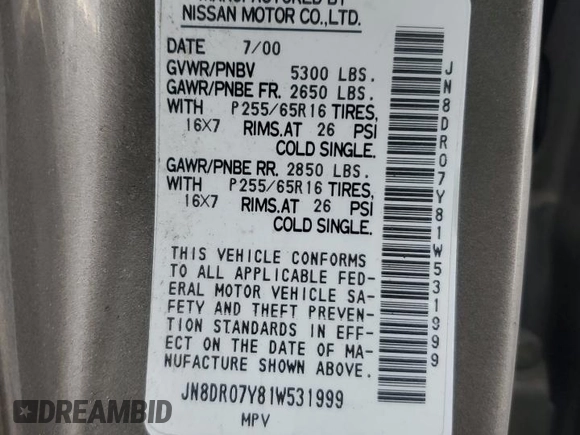 MANUFACTURED BY
NISSAN MOTOR CO.,LTD.
DATE 7/00
GVWR/PNBV 5300 LBS.
GAWR/PNBE FR. 2650 LBS.
WITH P255/65R16 TIRES,
16X7 RIMS.AT 26 PSI
COLD SINGLE.
GAWR/PNBE RR. 2850 LBS.
WITH P255/65R16 TIRES,
16X7 RIMS.AT 26 PSI
COLD SINGLE.
THIS VEHICLE CONFORMS
TO ALL APPLICABLE FED-
ERAL MOTOR VEHICLE SA-
FETY AND THEFT PREVEN-
TION STANDARDS IN EFF-
ECT ON THE DATE OF MA-
NUFACTURE SHOWN ABOVE.
JN8DR07Y81W531999
MPV
JN8DR07Y81W531999